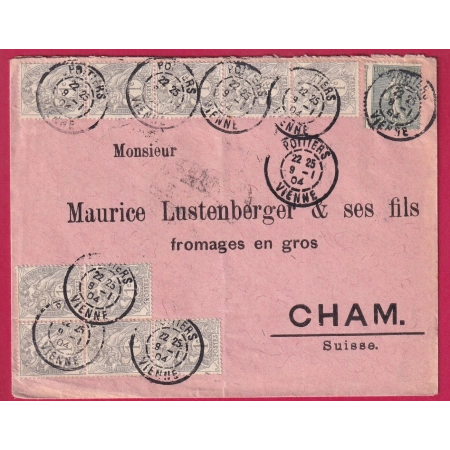 POITIERS
22 25
9 - 1
04
VIENNE
Monsieur
Maurice Lustenberger & ses fils
fromages en gros
CHAM.
Suisse.